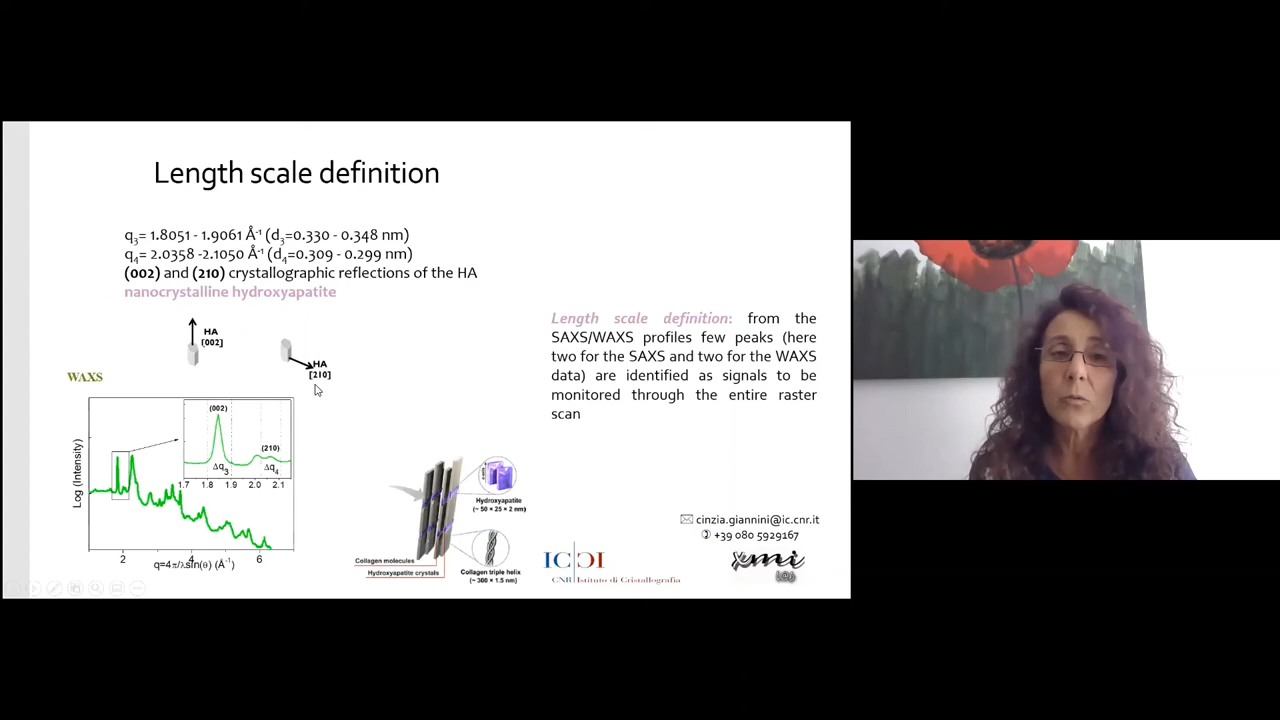 Length scale definition
q3= 1.8051 - 1.9061 Å-1 (d3=0.330 - 0.348 nm)
q4= 2.0358 -2.1050 Å-1 (d4=0.309 - 0.299 nm)
(002) and (210) crystallographic reflections of the HA
nanocrystalline hydroxyapatite
HA
[002]
HA
[210]
WAXS
Log (Intensity)
(002)
(210)
Δq3
Δq4
1.7 1.8 1.9 2.0 2.1
2 4 6
q=4π/λsin(θ) (Å-1)
Length scale definition: from the
SAXS/WAXS profiles few peaks (here
two for the SAXS and two for the WAXS
data) are identified as signals to be
monitored through the entire raster
scan
Hydroxyapatite
(~ 50 × 25 × 2 nm)
Collagen molecules
Hydroxyapatite crystals
Collagen triple helix
(~ 300 × 1.5 nm)
cinzia.giannini@ic.cnr.it
+39 080 5929167
CNR Istituto di Cristallografia
xmi
L@b